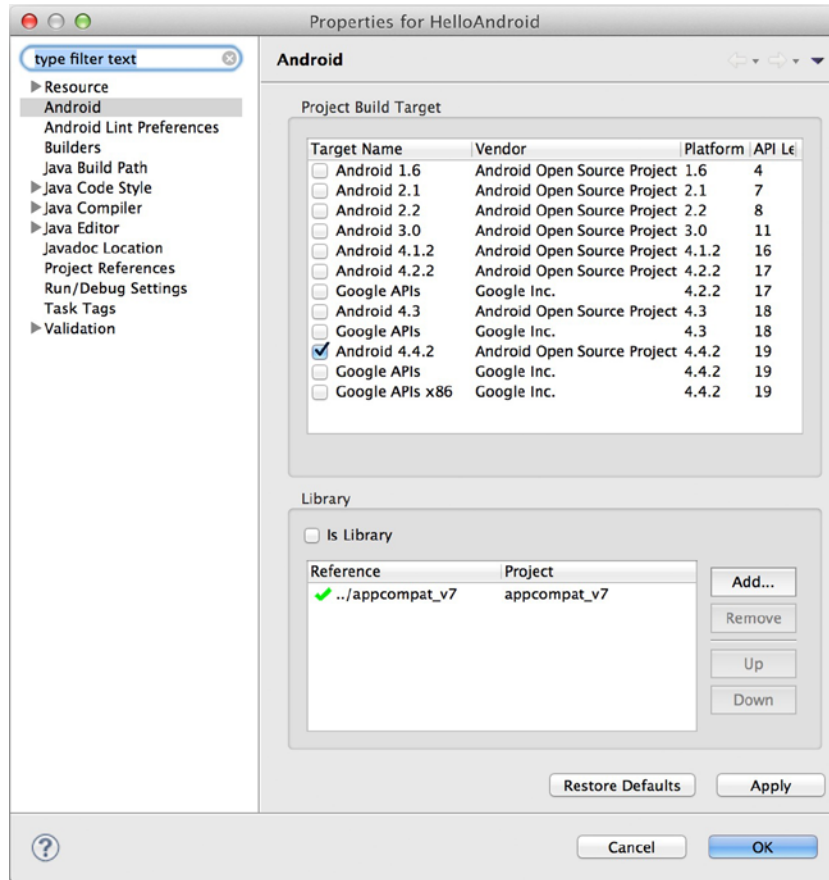 Properties for HelloAndroid
type filter text
Resource
Android
Android Lint Preferences
Builders
Java Build Path
Java Code Style
Java Compiler
Java Editor
Javadoc Location
Project References
Run/Debug Settings
Task Tags
Validation
Android
Project Build Target
Target Name Vendor Platform API Le
Android 1.6 Android Open Source Project 1.6 4
Android 2.1 Android Open Source Project 2.1 7
Android 2.2 Android Open Source Project 2.2 8
Android 3.0 Android Open Source Project 3.0 11
Android 4.1.2 Android Open Source Project 4.1.2 16
Android 4.2.2 Android Open Source Project 4.2.2 17
Google APIs Google Inc. 4.2.2 17
Android 4.3 Android Open Source Project 4.3 18
Google APIs Google Inc. 4.3 18
Android 4.4.2 Android Open Source Project 4.4.2 19
Google APIs Google Inc. 4.4.2 19
Google APIs x86 Google Inc. 4.4.2 19
Library
Is Library
Reference Project
../appcompat_v7 appcompat_v7
Add...
Remove
Up
Down
Restore Defaults Apply
? Cancel OK